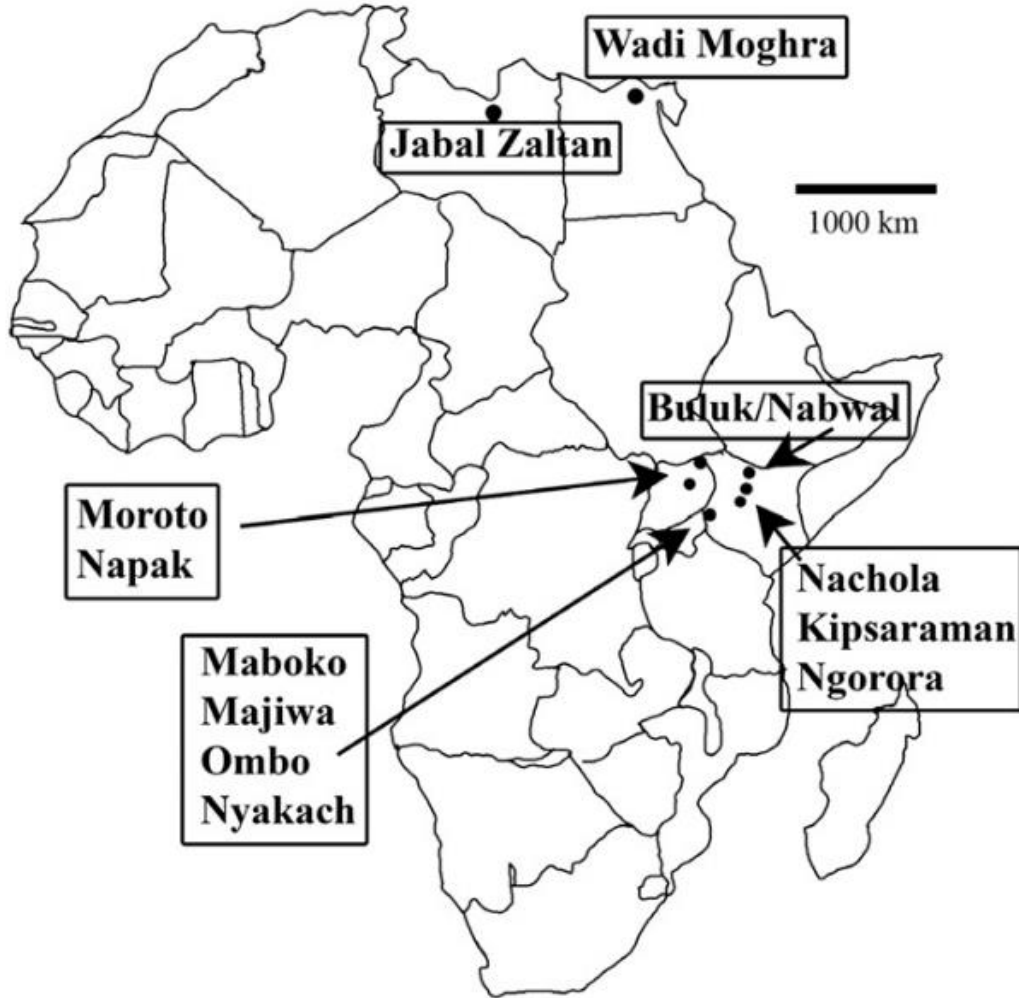 Wadi Moghra
Jabal Zaltan
1000 km
Buluk/Nabwal
Moroto
Napak
Nachola
Kipsaraman
Ngorora
Maboko
Majiwa
Ombo
Nyakach